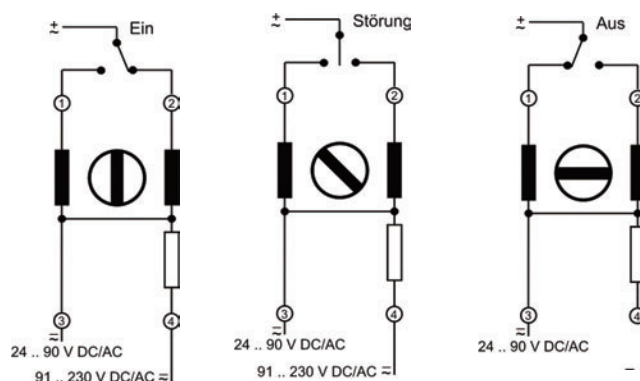 ± ~ Ein
1 2
3 4
≂
24 .. 90 V DC/AC
91 .. 230 V DC/AC ≂
± ~ Störung
1 2
3 4
≂
24 .. 90 V DC/AC
91 .. 230 V DC/AC ≂
± ~ Aus
1 2
3 4
≂
24 .. 90 V DC/AC